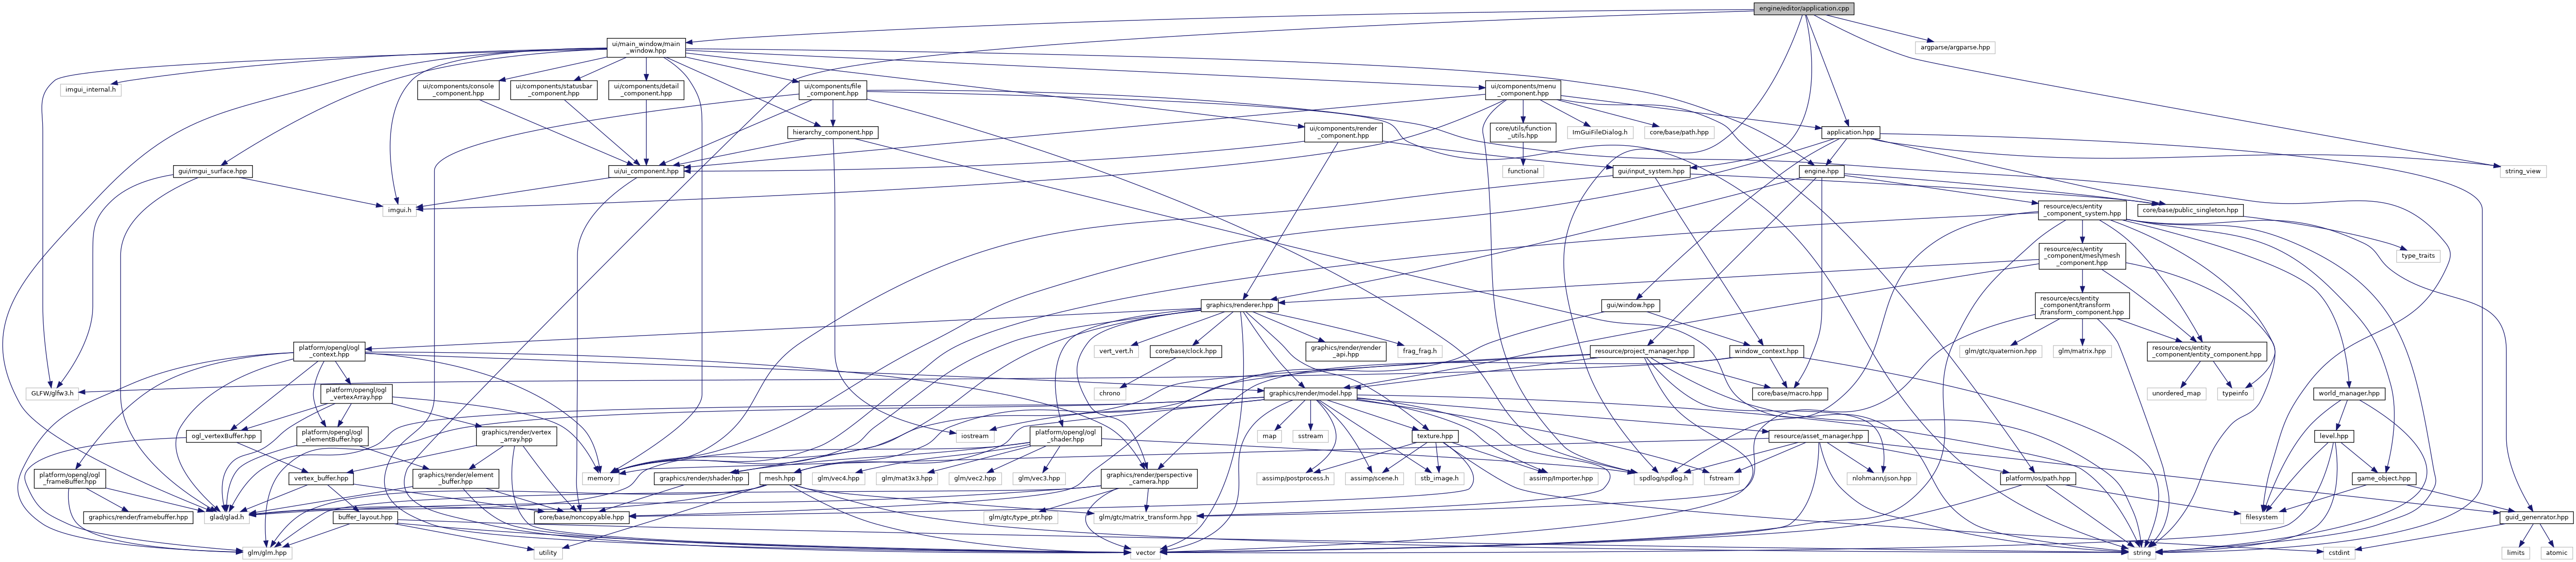 engine/editor/application.cpp
ui/main_window/main
_window.hpp
argparse/argparse.hpp
imgui_internal.h
ui/components/console
_component.hpp
ui/components/statusbar
_component.hpp
ui/components/detail
_component.hpp
ui/components/file
_component.hpp
ui/components/menu
_component.hpp
hierarchy_component.hpp
ui/components/render
_component.hpp
core/utils/function
_utils.hpp
ImGuiFileDialog.h
core/base/path.hpp
application.hpp
gui/imgui_surface.hpp
ui/ui_component.hpp
functional
gui/input_system.hpp
engine.hpp
string_view
imgui.h
resource/ecs/entity
_component_system.hpp
core/base/public_singleton.hpp
resource/ecs/entity
_component/mesh/mesh
_component.hpp
type_traits
graphics/renderer.hpp
gui/window.hpp
resource/ecs/entity
_component/transform
/transform_component.hpp
platform/opengl/ogl
_context.hpp
vert_vert.h
core/base/clock.hpp
graphics/render/render
_api.hpp
frag_frag.h
resource/project_manager.hpp
window_context.hpp
glm/gtc/quaternion.hpp
glm/matrix.hpp
resource/ecs/entity
_component/entity_component.hpp
GLFW/glfw3.h
platform/opengl/ogl
_vertexArray.hpp
chrono
graphics/render/model.hpp
core/base/macro.hpp
unordered_map
typeinfo
world_manager.hpp
ogl_vertexBuffer.hpp
platform/opengl/ogl
_elementBuffer.hpp
graphics/render/vertex
_array.hpp
iostream
platform/opengl/ogl
_shader.hpp
map
sstream
texture.hpp
resource/asset_manager.hpp
level.hpp
platform/opengl/ogl
_frameBuffer.hpp
vertex_buffer.hpp
graphics/render/element
_buffer.hpp
memory
graphics/render/shader.hpp
mesh.hpp
glm/vec4.hpp
glm/mat3x3.hpp
glm/vec2.hpp
glm/vec3.hpp
graphics/render/perspective
_camera.hpp
assimp/postprocess.h
assimp/scene.h
stb_image.h
assimp/Importer.hpp
spdlog/spdlog.h
fstream
nlohmann/json.hpp
platform/os/path.hpp
game_object.hpp
graphics/render/framebuffer.hpp
glad/glad.h
buffer_layout.hpp
core/base/noncopyable.hpp
glm/gtc/type_ptr.hpp
glm/gtc/matrix_transform.hpp
filesystem
guid_genenrator.hpp
glm/glm.hpp
utility
vector
string
cstdint
limits
atomic